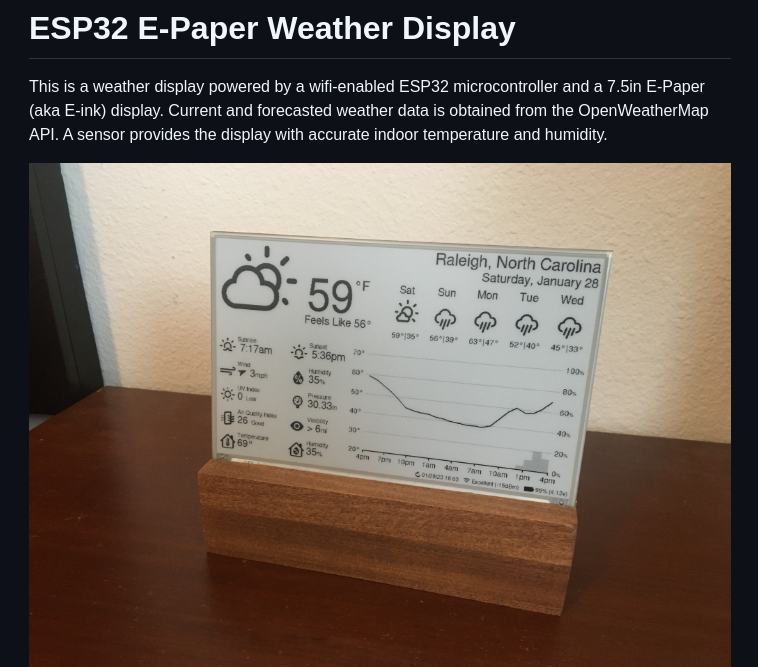 ESP32 E-Paper Weather Display
This is a weather display powered by a wifi-enabled ESP32 microcontroller and a 7.5in E-Paper
(aka E-ink) display. Current and forecasted weather data is obtained from the OpenWeatherMap
API. A sensor provides the display with accurate indoor temperature and humidity.
Raleigh, North Carolina
Saturday, January 28
59 °F
Feels Like 56°
Sat Sun Mon Tue Wed
59°|35° 56°|39° 63°|47° 52°|40° 45°|33°
Sunrise
7:17am
Sunset
5:36pm
Wind
3mph
Humidity
35%
UV Index
0 Low
Pressure
30.33in
Air Quality Index
26 Good
Visibility
> 6mi
Temperature
69°
Humidity
35%
70°
60°
50°
40°
30°
20°
100%
80%
60%
40%
20%
0%
4pm 7pm 10pm 1am 4am 7am 10am 1pm 4pm
Excellent